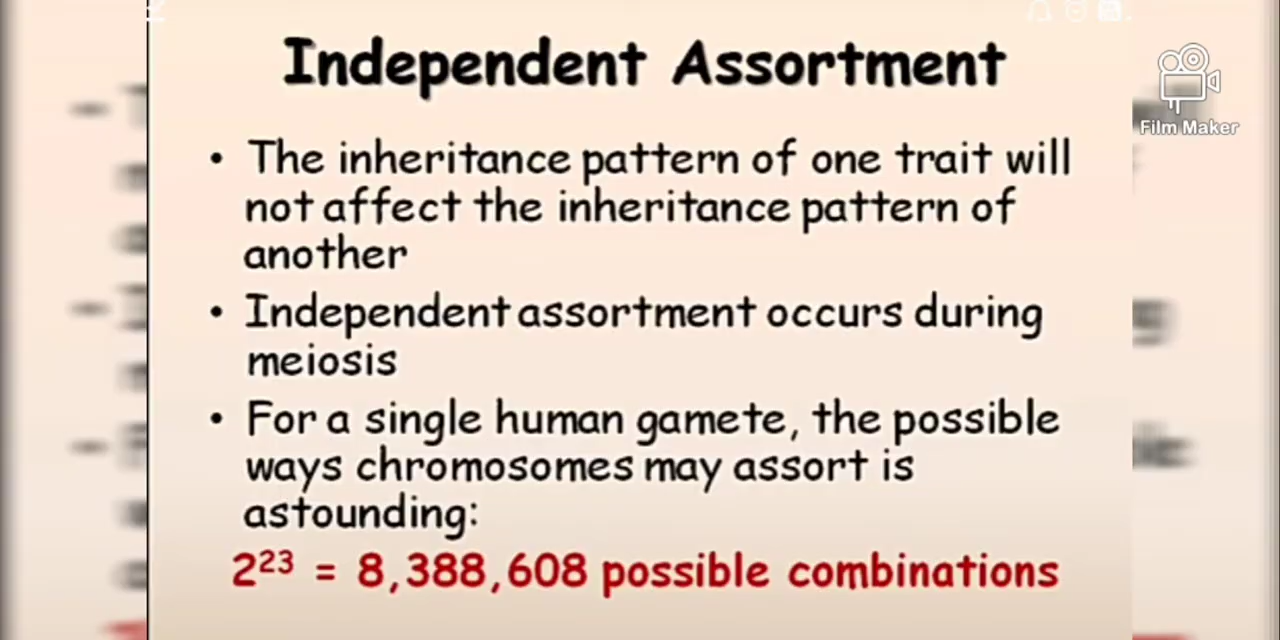 Independent Assortment
• The inheritance pattern of one trait will
not affect the inheritance pattern of
another
• Independent assortment occurs during
meiosis
• For a single human gamete, the possible
ways chromosomes may assort is
astounding:
2²³ = 8,388,608 possible combinations
Film Maker